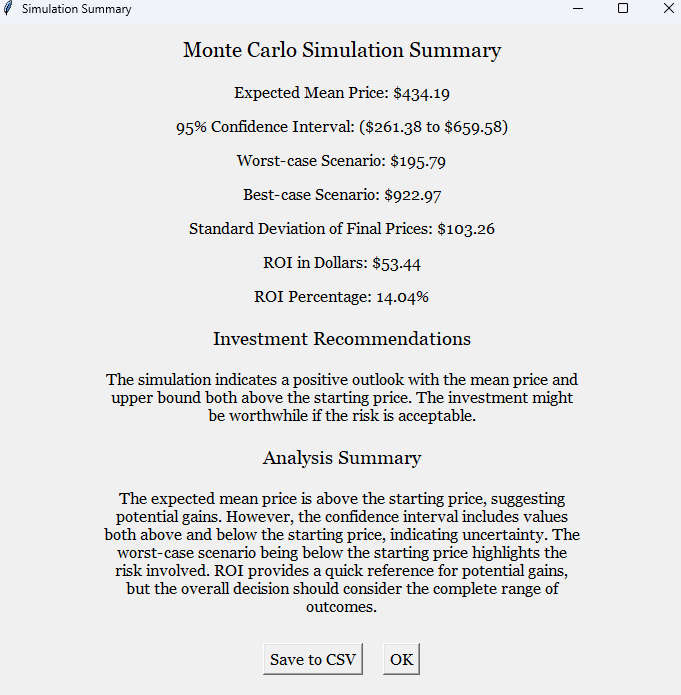 Simulation Summary
Monte Carlo Simulation Summary
Expected Mean Price: $434.19
95% Confidence Interval: ($261.38 to $659.58)
Worst-case Scenario: $195.79
Best-case Scenario: $922.97
Standard Deviation of Final Prices: $103.26
ROI in Dollars: $53.44
ROI Percentage: 14.04%
Investment Recommendations
The simulation indicates a positive outlook with the mean price and
upper bound both above the starting price. The investment might
be worthwhile if the risk is acceptable.
Analysis Summary
The expected mean price is above the starting price, suggesting
potential gains. However, the confidence interval includes values
both above and below the starting price, indicating uncertainty. The
worst-case scenario being below the starting price highlights the
risk involved. ROI provides a quick reference for potential gains,
but the overall decision should consider the complete range of
outcomes.
Save to CSV
OK